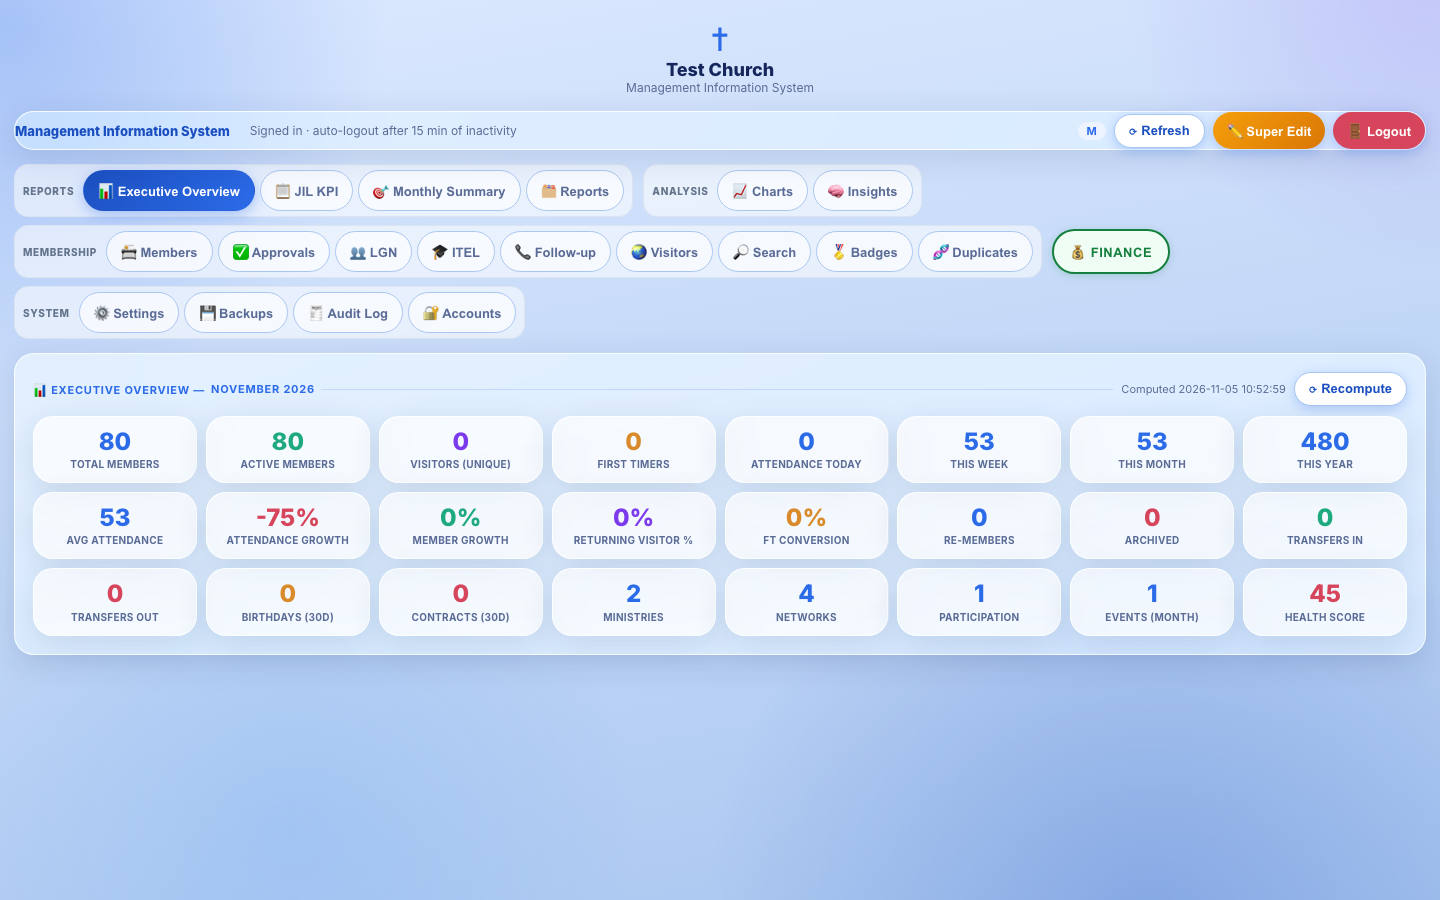 Test Church
Management Information System
Management Information System Signed in · auto-logout after 15 min of inactivity M ⟳ Refresh ✏️ Super Edit 🚪 Logout
REPORTS 📊 Executive Overview 🗒️ JIL KPI 🎯 Monthly Summary 🗂️ Reports ANALYSIS 📈 Charts 🧠 Insights
MEMBERSHIP 📇 Members ✅ Approvals 👥 LGN 🎓 ITEL 📞 Follow-up 🌏 Visitors 🔎 Search 🏅 Badges 🧬 Duplicates 💰 FINANCE
SYSTEM ⚙️ Settings 💾 Backups 🧾 Audit Log 🔐 Accounts
📊 EXECUTIVE OVERVIEW — NOVEMBER 2026 Computed 2026-11-05 10:52:59 ⟳ Recompute
80 80 0 0 0 53 53 480
TOTAL MEMBERS ACTIVE MEMBERS VISITORS (UNIQUE) FIRST TIMERS ATTENDANCE TODAY THIS WEEK THIS MONTH THIS YEAR
53 -75% 0% 0% 0% 0 0 0
AVG ATTENDANCE ATTENDANCE GROWTH MEMBER GROWTH RETURNING VISITOR % FT CONVERSION RE-MEMBERS ARCHIVED TRANSFERS IN
0 0 0 2 4 1 1 45
TRANSFERS OUT BIRTHDAYS (30D) CONTRACTS (30D) MINISTRIES NETWORKS PARTICIPATION EVENTS (MONTH) HEALTH SCORE